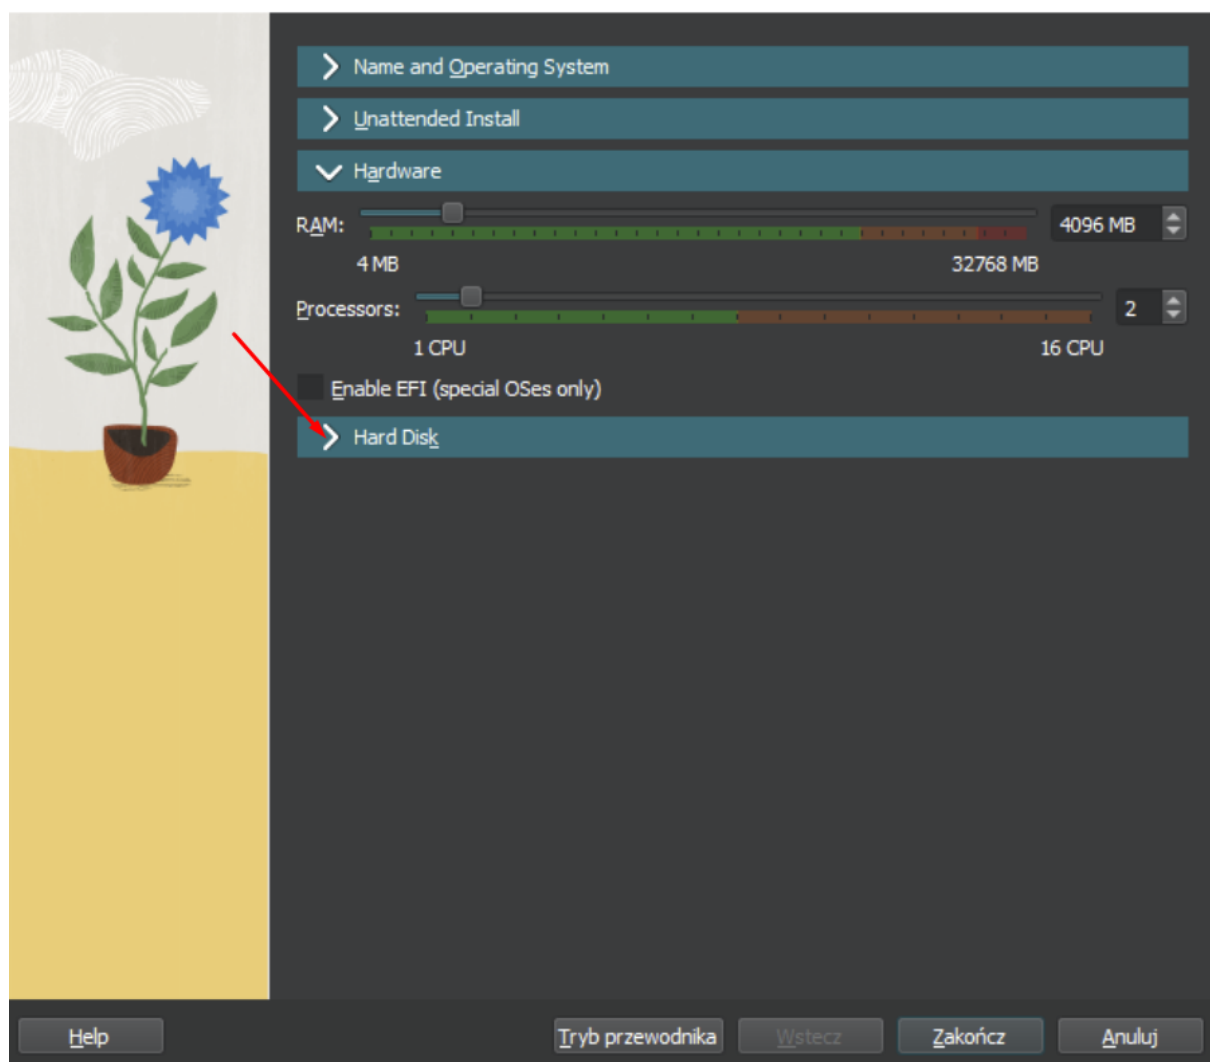 Name and Operating System
Unattended Install
Hardware
RAM: 4096 MB
4 MB 32768 MB
Processors: 2
1 CPU 16 CPU
Enable EFI (special OSes only)
Hard Disk
Help Tryb przewodnika Wstecz Zakończ Anuluj